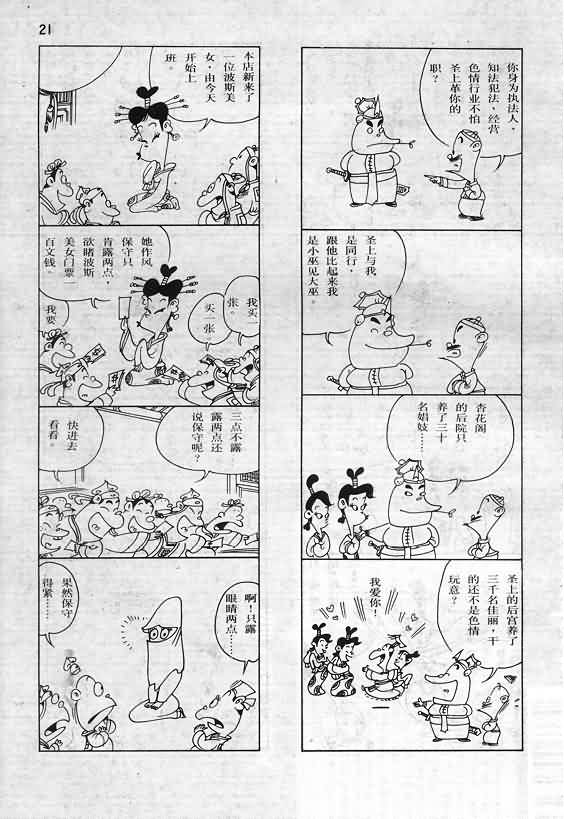 21
你身为执法人，
知法犯法，经营
色情行业不怕
圣上革你的
职？
圣上与我
是同行，
跟他比起来我
是小巫见大巫。
杏花阁
的后院只
养了三十
名娼妓……
圣上的后宫养了
三千名佳丽，干
的还不是色情
玩意？
我爱你！
本店新来了
一位波斯美
女，由今天
开始上
班。
她作风
保守只
肯露两点，
欲睹波斯
美女门票一
百文钱。
我买一
张。
买一张
我要
三点不露
露两点还
说保守呢？
快进去
看看。
啊！只露
眼睛两点……
果然保守
得紧……